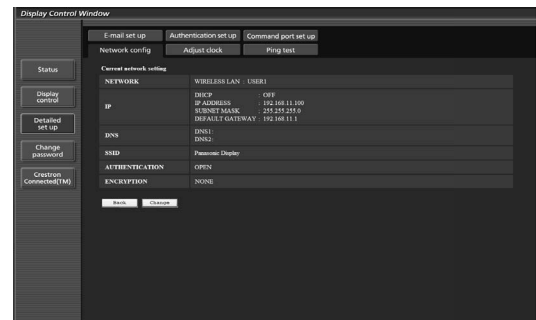 Display Control Window
E-mail set up Authentication set up Command port set up
Network config Adjust clock Ping test
Status
Display
control
Detailed
set up
Change
password
Crestron
Connected(TM)
Current network setting
NETWORK WIRELESS LAN : USER1
IP
DHCP : OFF
IP ADDRESS : 192.168.11.100
SUBNET MASK : 255.255.255.0
DEFAULT GATEWAY : 192.168.11.1
DNS
DNS1:
DNS2:
SSID Panasonic Display
AUTHENTICATION OPEN
ENCRYPTION NONE
Back Change